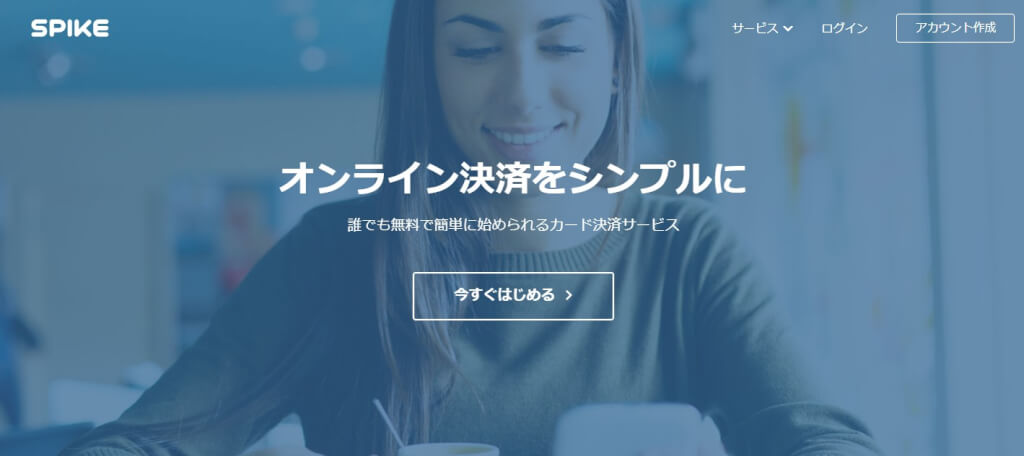 SPIKE
サービス
ログイン
アカウント作成
オンライン決済をシンプルに
誰でも無料で簡単に始められるカード決済サービス
今すぐはじめる